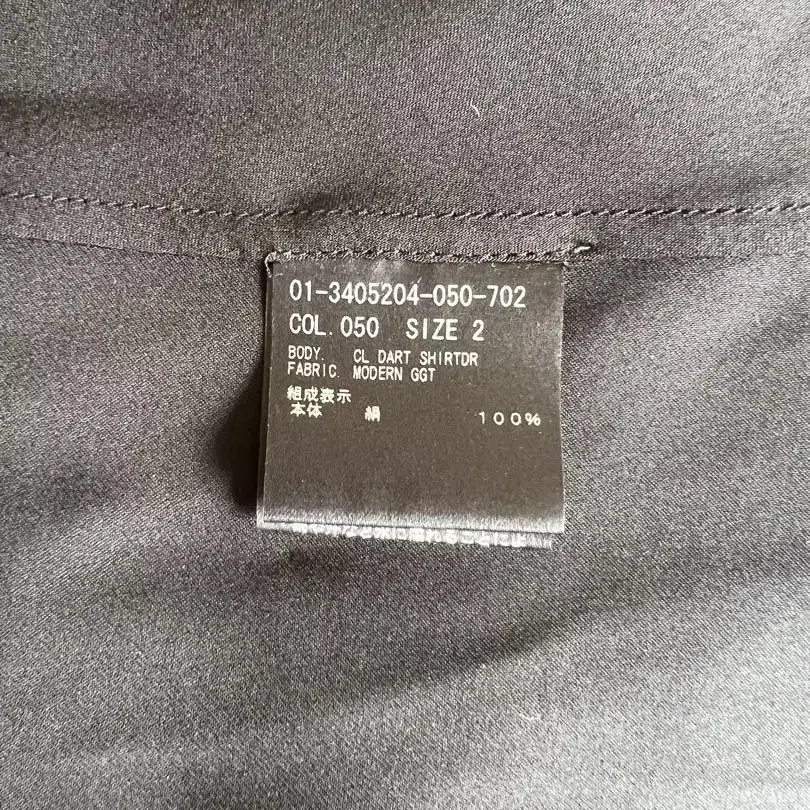 01-3405204-050-702
COL. 050 SIZE 2
BODY. CL DART SHIRTDR
FABRIC. MODERN GGT
組成表示
本体 絹 100%